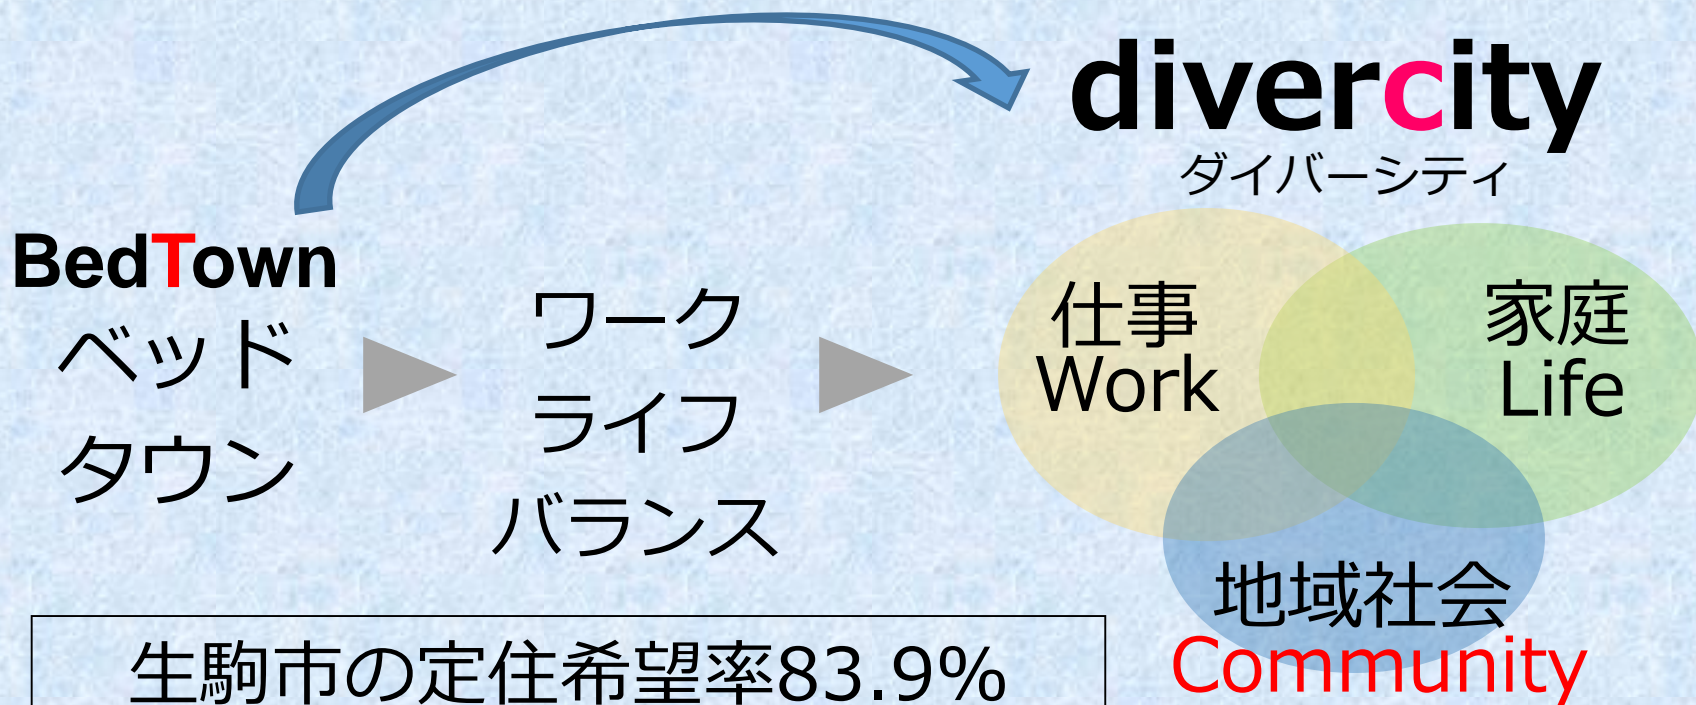 divercity
ダイバーシティ
BedTown
ベッド
タウン
ワーク
ライフ
バランス
仕事
Work
家庭
Life
地域社会
Community
生駒市の定住希望率83.9%